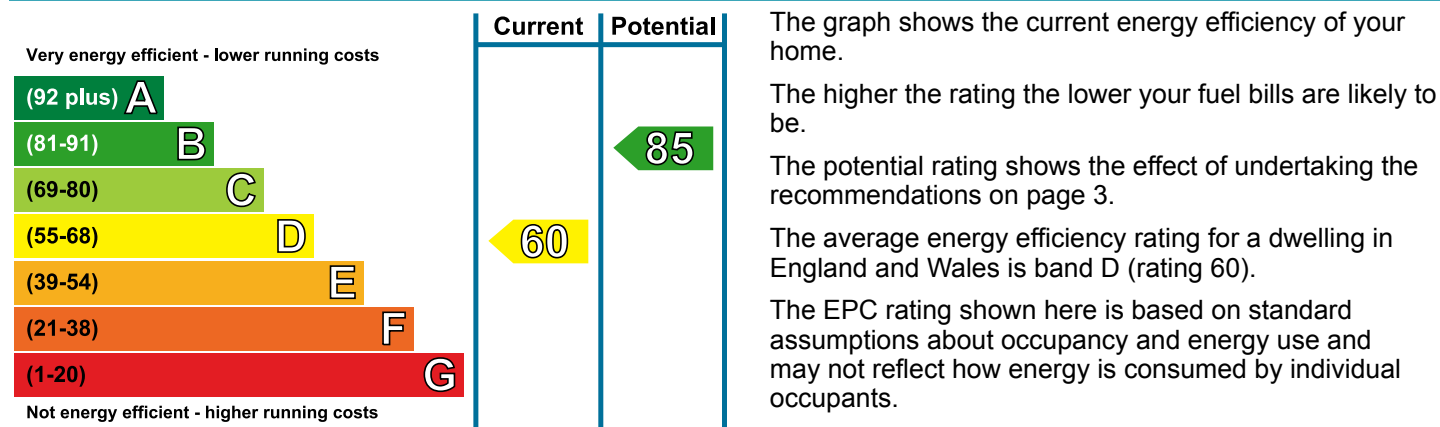 Current Potential
Very energy efficient - lower running costs
(92 plus) A
(81-91) B
85
(69-80) C
(55-68) D
60
(39-54) E
(21-38) F
(1-20) G
Not energy efficient - higher running costs
The graph shows the current energy efficiency of your
home.
The higher the rating the lower your fuel bills are likely to
be.
The potential rating shows the effect of undertaking the
recommendations on page 3.
The average energy efficiency rating for a dwelling in
England and Wales is band D (rating 60).
The EPC rating shown here is based on standard
assumptions about occupancy and energy use and
may not reflect how energy is consumed by individual
occupants.